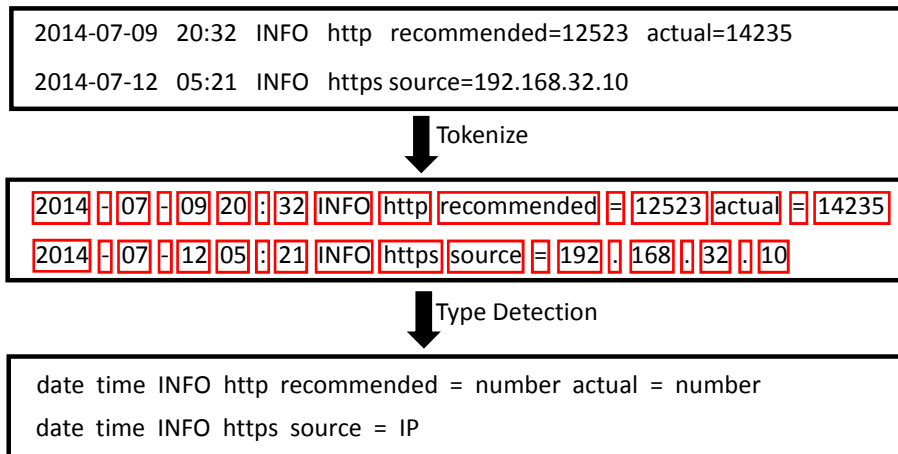 2014-07-09 20:32 INFO http recommended=12523 actual=14235
2014-07-12 05:21 INFO https source=192.168.32.10
Tokenize
2014 - 07 - 09 20 : 32 INFO http recommended = 12523 actual = 14235
2014 - 07 - 12 05 : 21 INFO https source = 192 . 168 . 32 . 10
Type Detection
date time INFO http recommended = number actual = number
date time INFO https source = IP